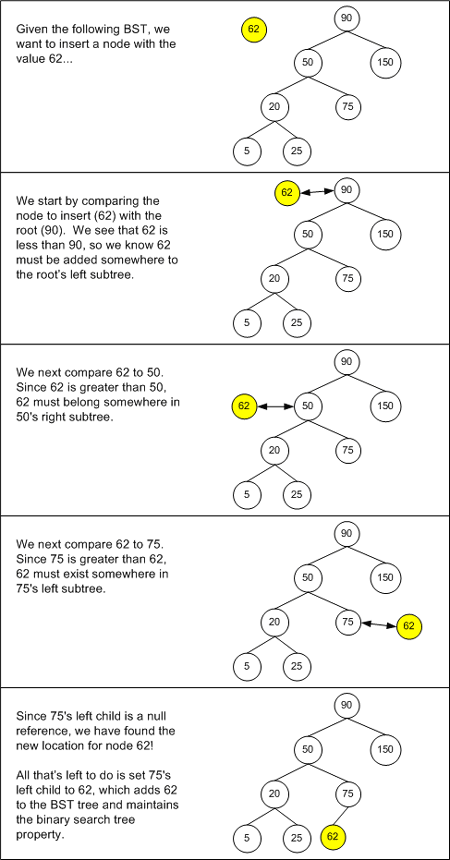 Given the following BST, we
want to insert a node with the
value 62...
62
90
50
150
20
75
5
25
We start by comparing the
node to insert (62) with the
root (90).  We see that 62 is
less than 90, so we know 62
must be added somewhere to
the root's left subtree.
62
90
50
150
20
75
5
25
We next compare 62 to 50.
Since 62 is greater than 50,
62 must belong somewhere in
50's right subtree.
90
62
50
150
20
75
5
25
We next compare 62 to 75.
Since 75 is greater than 62,
62 must exist somewhere in
75's left subtree.
90
50
150
20
75
62
5
25
Since 75's left child is a null
reference, we have found the
new location for node 62!
All that's left to do is set 75's
left child to 62, which adds 62
to the BST tree and maintains
the binary search tree
property.
90
50
150
20
75
5
25
62